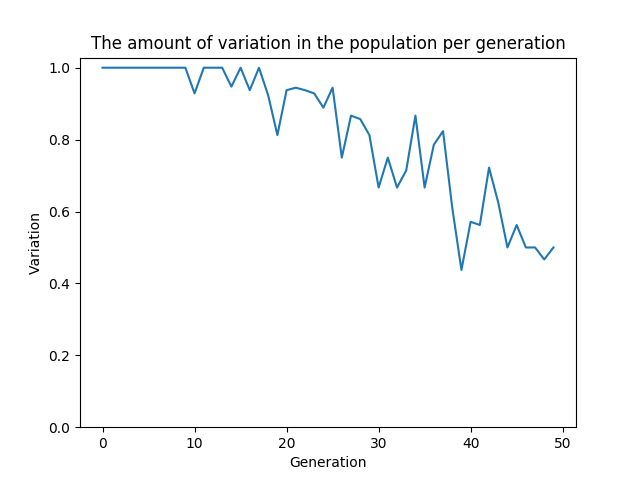 The amount of variation in the population per generation
1.0
0.8
0.6
0.4
0.2
0.0
Variation
0 10 20 30 40 50
Generation